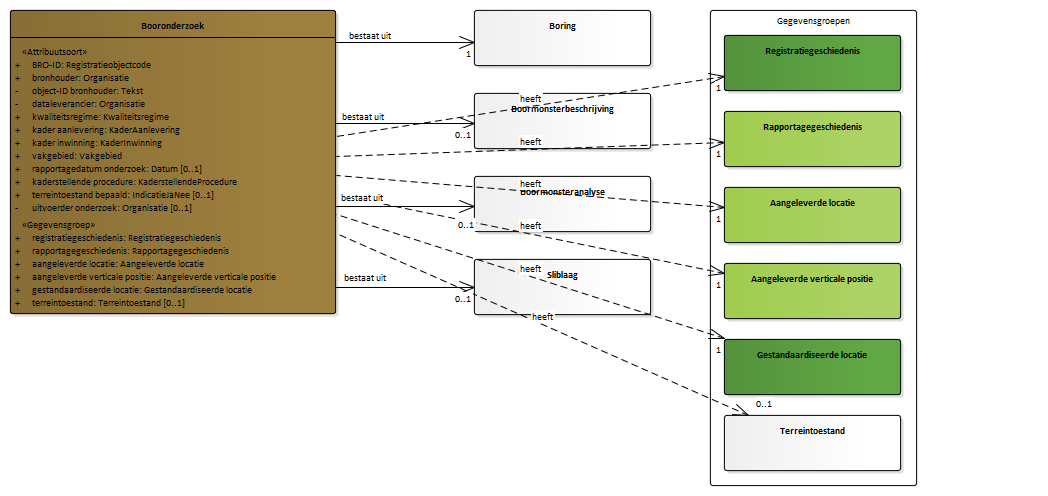 Booronderzoek
«Attribuutsoort»
+ BRO-ID: Registratieobjectcode
+ bronhouder: Organisatie
- object-ID bronhouder: Tekst
- dataleverancier: Organisatie
+ kwaliteitsregime: Kwaliteitsregime
+ kader aanlevering: KaderAanlevering
+ kader inwinning: KaderInwinning
+ vakgebied: Vakgebied
+ rapportagedatum onderzoek: Datum [0..1]
+ kaderstellende procedure: KaderstellendeProcedure
+ terreintoestand bepaald: IndicatieJaNee [0..1]
- uitvoerder onderzoek: Organisatie [0..1]
«Gegevensgroep»
+ registratiegeschiedenis: Registratiegeschiedenis
+ rapportagegeschiedenis: Rapportagegeschiedenis
+ aangeleverde locatie: Aangeleverde locatie
+ aangeleverde verticale positie: Aangeleverde verticale positie
+ gestandaardiseerde locatie: Gestandaardiseerde locatie
+ terreintoestand: Terreintoestand [0..1]
bestaat uit
1
Boring
bestaat uit
0..1
heeft
Boormonsterbeschrijving
heeft
bestaat uit
0..1
heeft
Boormonsteranalyse
heeft
bestaat uit
0..1
heeft
Sliblaag
heeft
Gegevensgroepen
Registratiegeschiedenis
1
Rapportagegeschiedenis
1
Aangeleverde locatie
1
Aangeleverde verticale positie
1
Gestandaardiseerde locatie
1
0..1
Terreintoestand